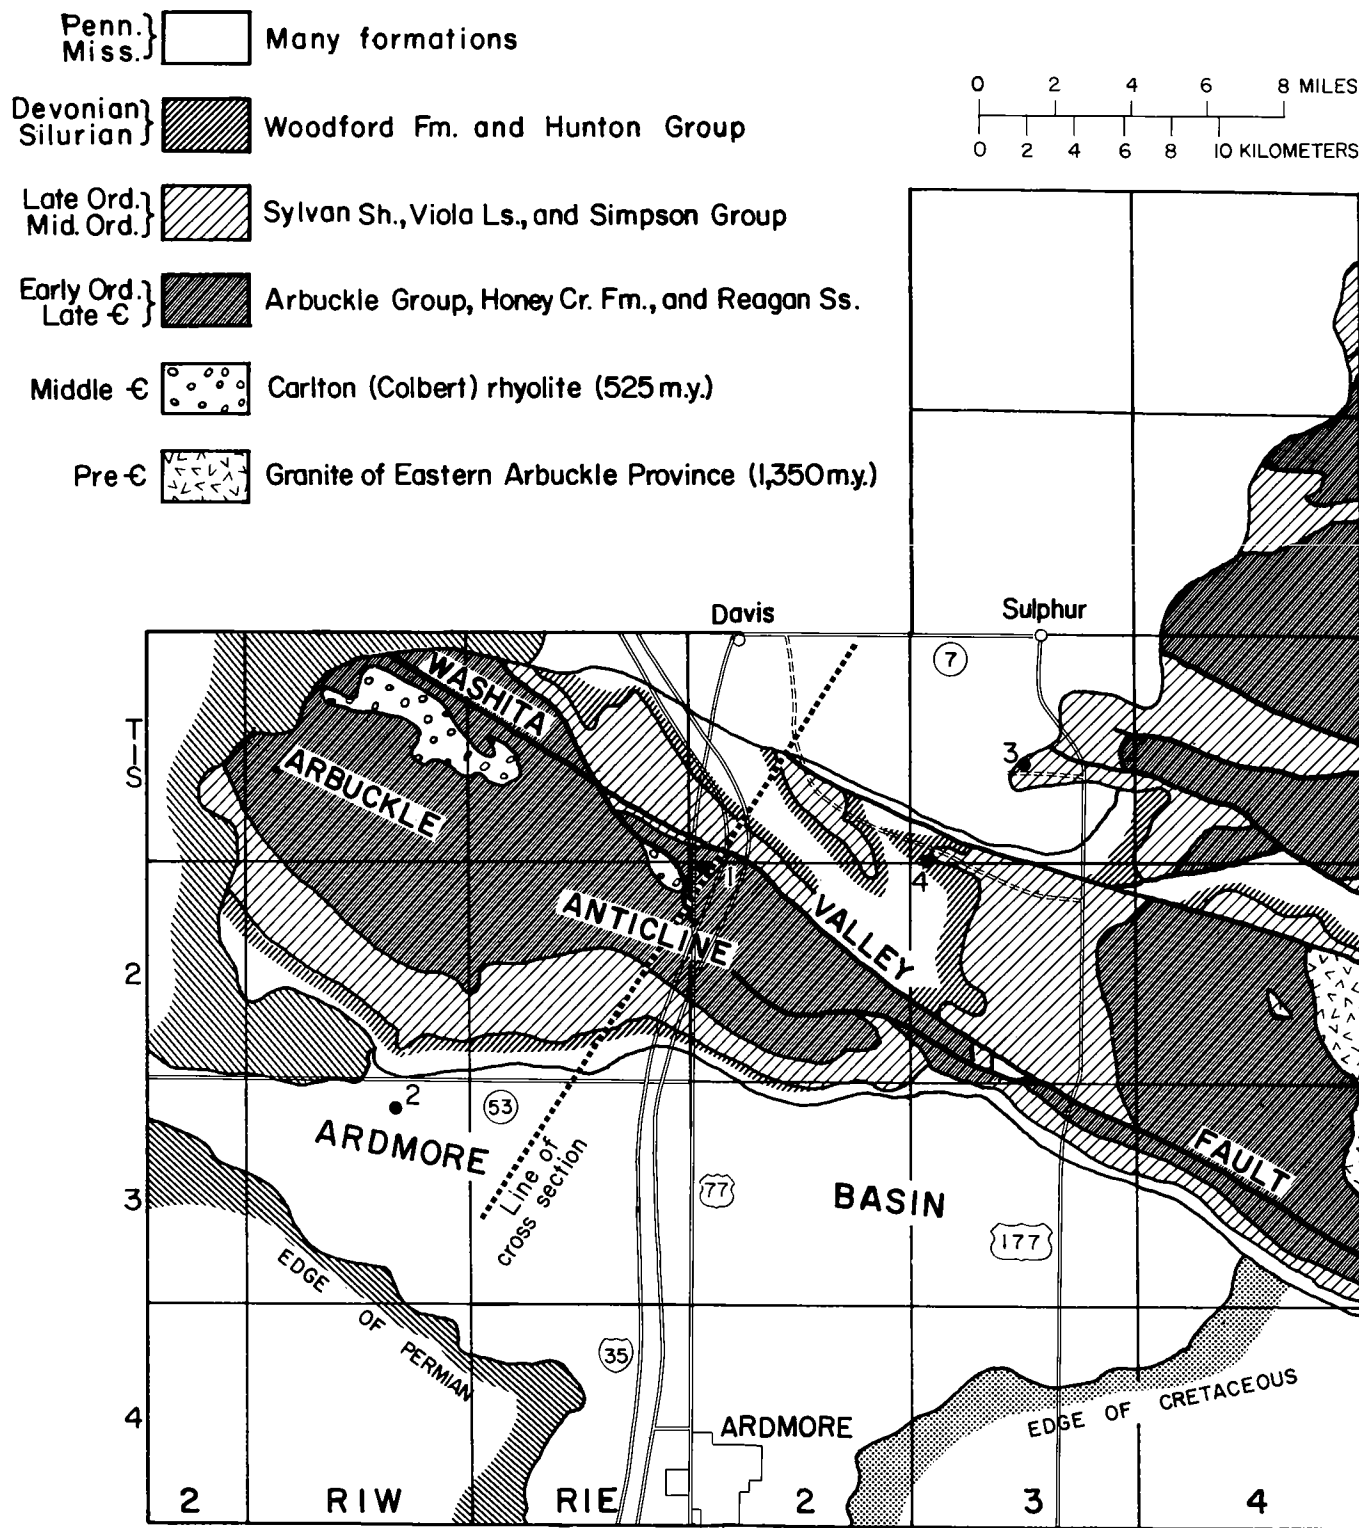 Penn.
Miss.
Many formations
Devonian
Silurian
Woodford Fm. and Hunton Group
Late Ord.
Mid. Ord.
Sylvan Sh., Viola Ls., and Simpson Group
Early Ord.
Late Є
Arbuckle Group, Honey Cr. Fm., and Reagan Ss.
Middle Є
Carlton (Colbert) rhyolite (525 m.y.)
Pre Є
Granite of Eastern Arbuckle Province (1,350 m.y.)
0 2 4 6 8 MILES
0 2 4 6 8 10 KILOMETERS
Davis
Sulphur
7
WASHITA
T
1
S
3
ARBUCKLE
1
4
ANTICLINE
VALLEY
2
2
53
ARDMORE
Line of
cross section
FAULT
3
77
BASIN
177
EDGE OF PERMIAN
35
4
ARDMORE
EDGE OF CRETACEOUS
2 R1W R1E 2 3 4